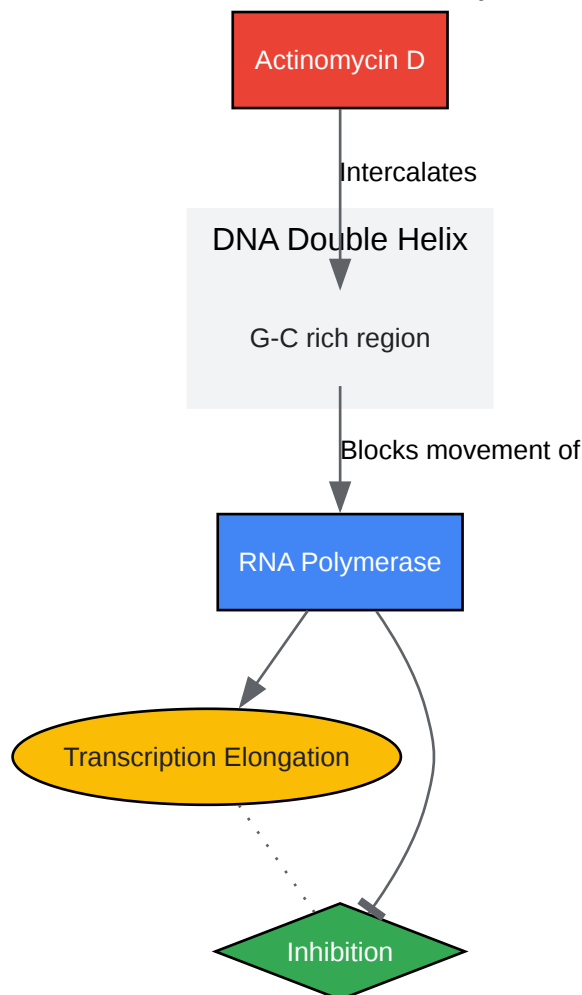 Actinomycin D
Intercalates
DNA Double Helix
G-C rich region
Blocks movement of
RNA Polymerase
Transcription Elongation
Inhibition